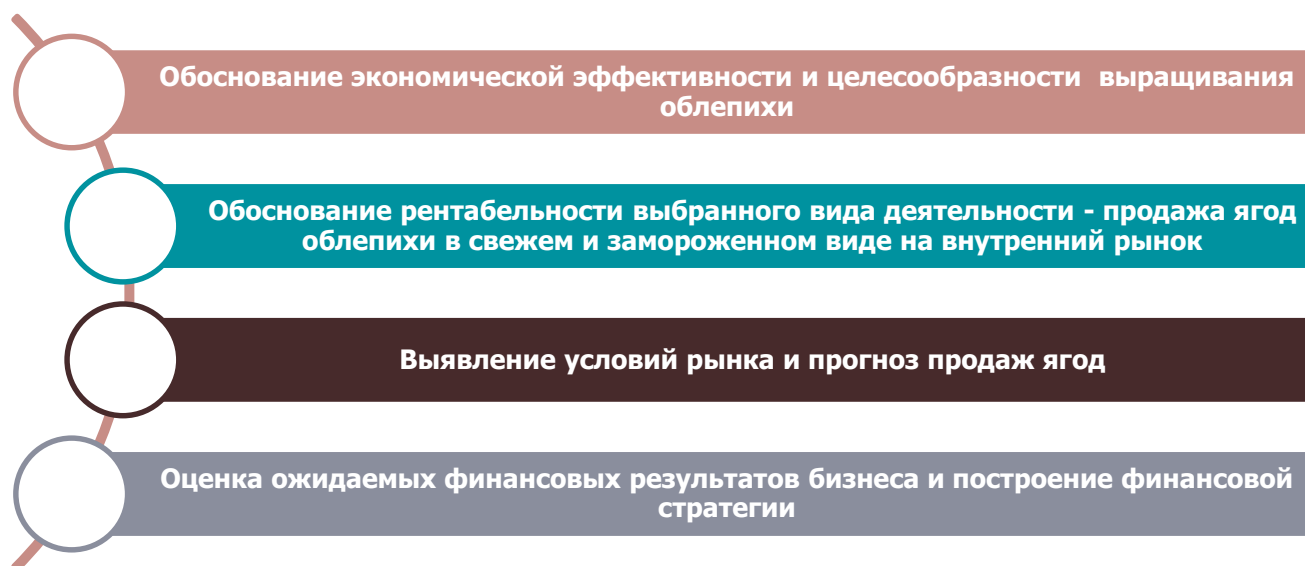 Обоснование экономической эффективности и целесообразности выращивания
облепихи
Обоснование рентабельности выбранного вида деятельности - продажа ягод
облепихи в свежем и замороженном виде на внутренний рынок
Выявление условий рынка и прогноз продаж ягод
Оценка ожидаемых финансовых результатов бизнеса и построение финансовой
стратегии